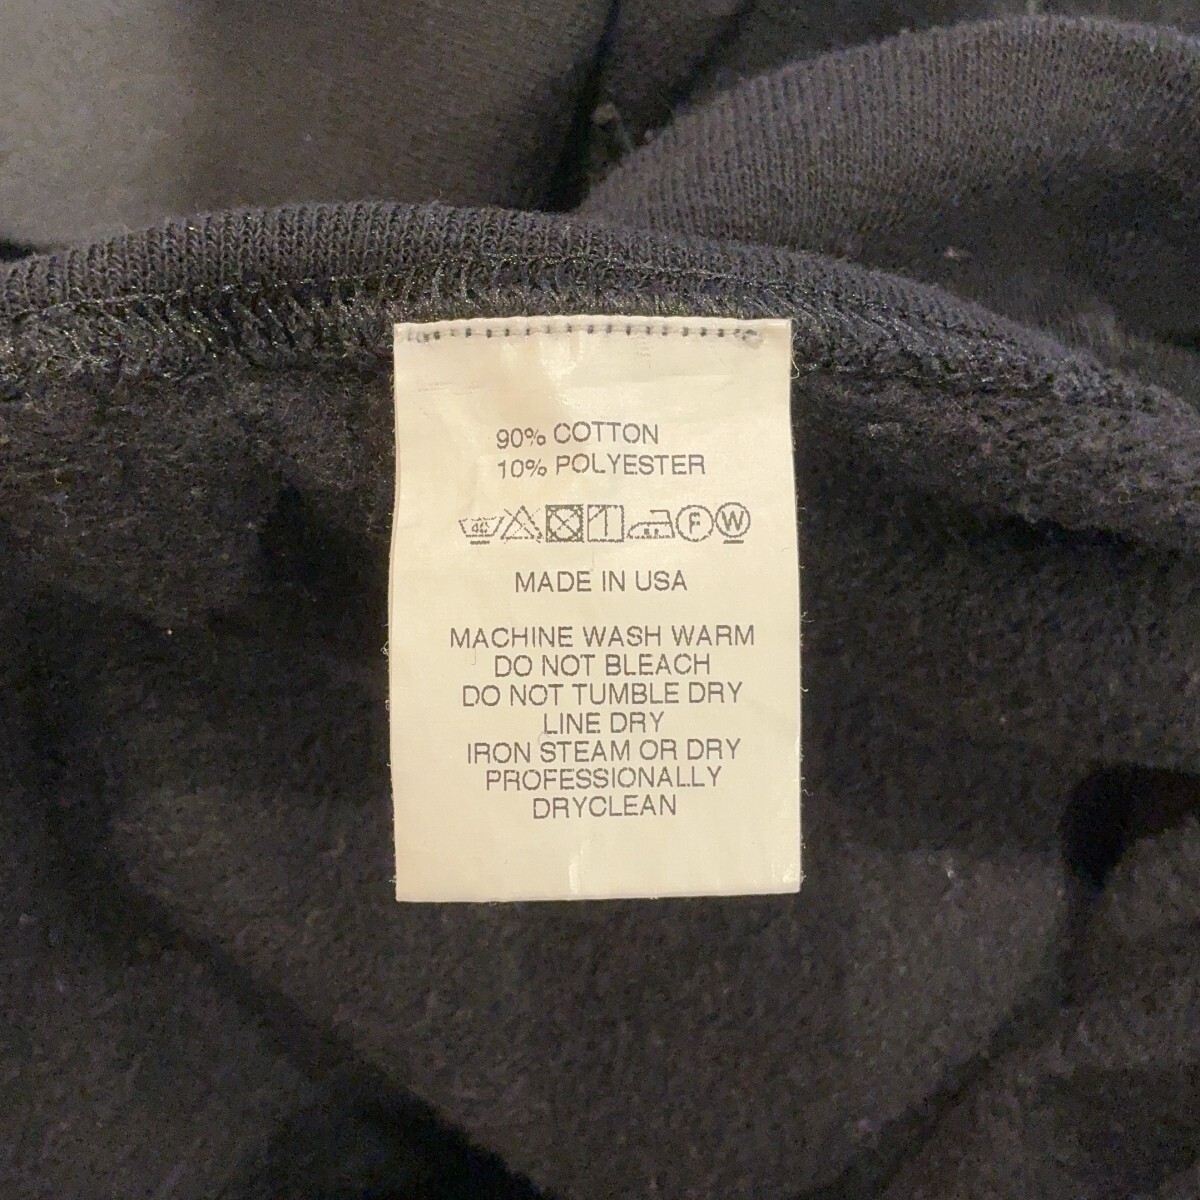 90% COTTON
10% POLYESTER
40 F W
MADE IN USA
MACHINE WASH WARM
DO NOT BLEACH
DO NOT TUMBLE DRY
LINE DRY
IRON STEAM OR DRY
PROFESSIONALLY
DRYCLEAN